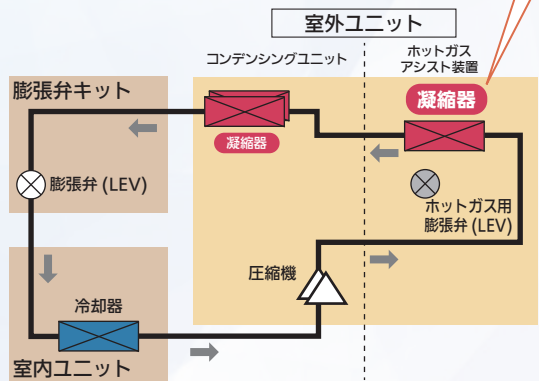 室外ユニット
コンデンシングユニット
ホットガス
アシスト装置
膨張弁キット
凝縮器
凝縮器
膨張弁 (LEV)
ホットガス用
膨張弁 (LEV)
圧縮機
冷却器
室内ユニット